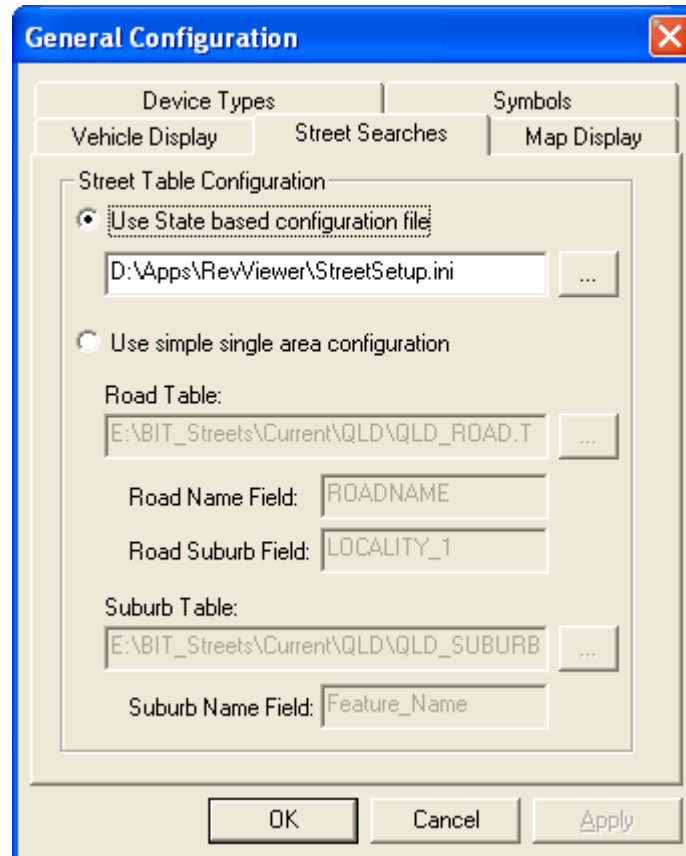 General Configuration
Device Types
Symbols
Vehicle Display
Street Searches
Map Display
Street Table Configuration
Use State based configuration file
D:\Apps\RevViewer\StreetSetup.ini
...
Use simple single area configuration
Road Table:
E:\BIT_Streets\Current\QLD\QLD_ROAD.T
...
Road Name Field:
ROADNAME
Road Suburb Field:
LOCALITY_1
Suburb Table:
E:\BIT_Streets\Current\QLD\QLD_SUBURB
...
Suburb Name Field:
Feature_Name
OK
Cancel
Apply